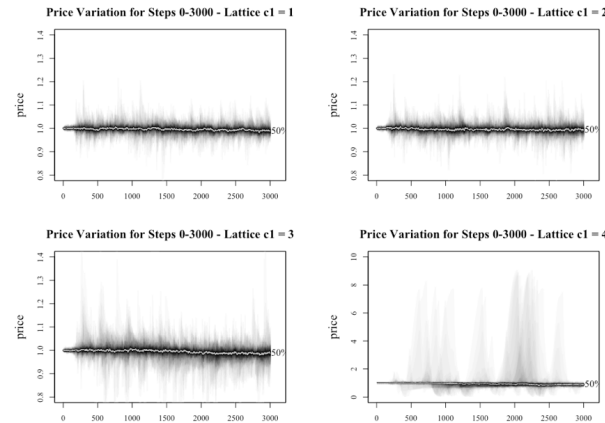 Price Variation for Steps 0-3000 - Lattice c1 = 1
price
1.4
1.3
1.2
1.1
1.0
0.9
0.8
50%
0 500 1000 1500 2000 2500 3000
Price Variation for Steps 0-3000 - Lattice c1 = 2
price
1.4
1.3
1.2
1.1
1.0
0.9
0.8
50%
0 500 1000 1500 2000 2500 3000
Price Variation for Steps 0-3000 - Lattice c1 = 3
price
1.4
1.3
1.2
1.1
1.0
0.9
0.8
50%
0 500 1000 1500 2000 2500 3000
Price Variation for Steps 0-3000 - Lattice c1 = 4
price
10
8
6
4
2
0
50%
0 500 1000 1500 2000 2500 3000